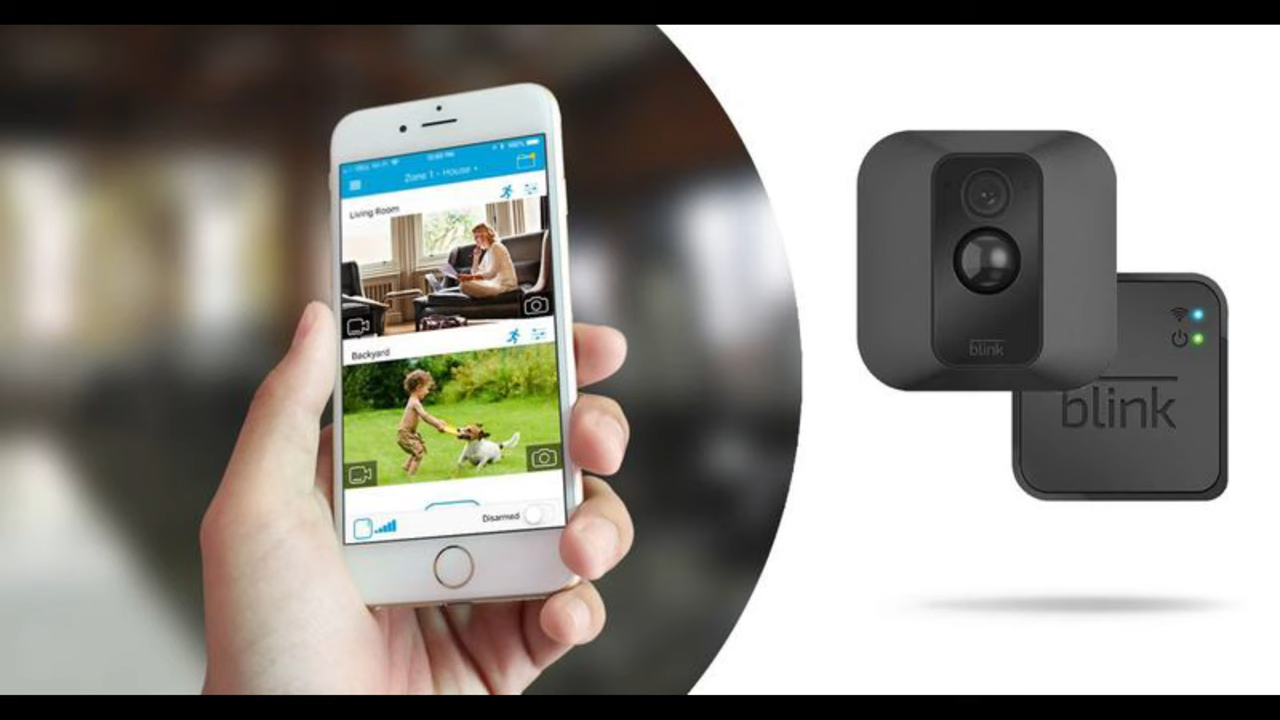 Zone 1 - House
Living Room
Backyard
Disarmed
blink
blink